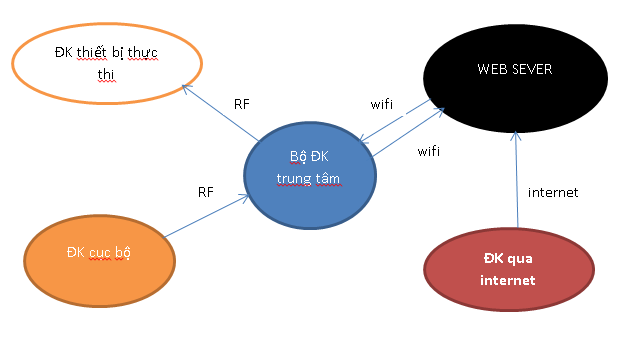 ĐK thiết bị thực
thi
WEB SEVER
RF
wifi
Bộ ĐK
trung tâm
wifi
RF
internet
ĐK cục bộ
ĐK qua
internet